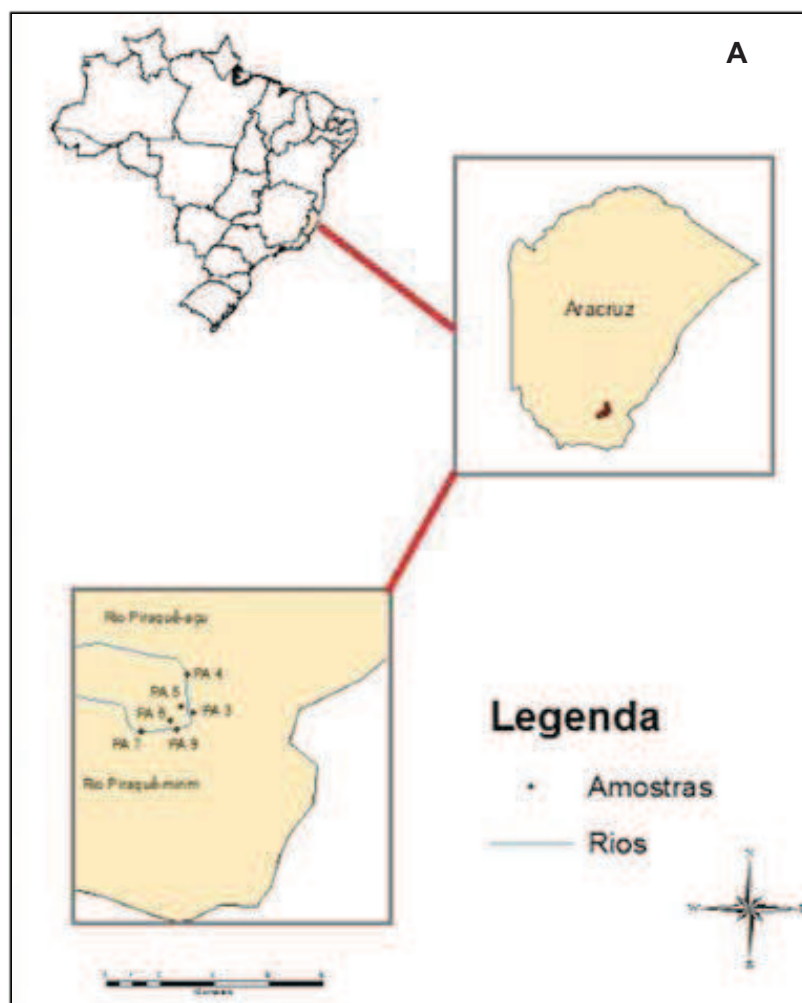 A
Aracruz
Rio Piraquê-açu
PA 4
PA 5
PA 3
PA 6
PA 7
PA 9
Rio Piraquê-mirim
Legenda
Amostras
Rios
N
W